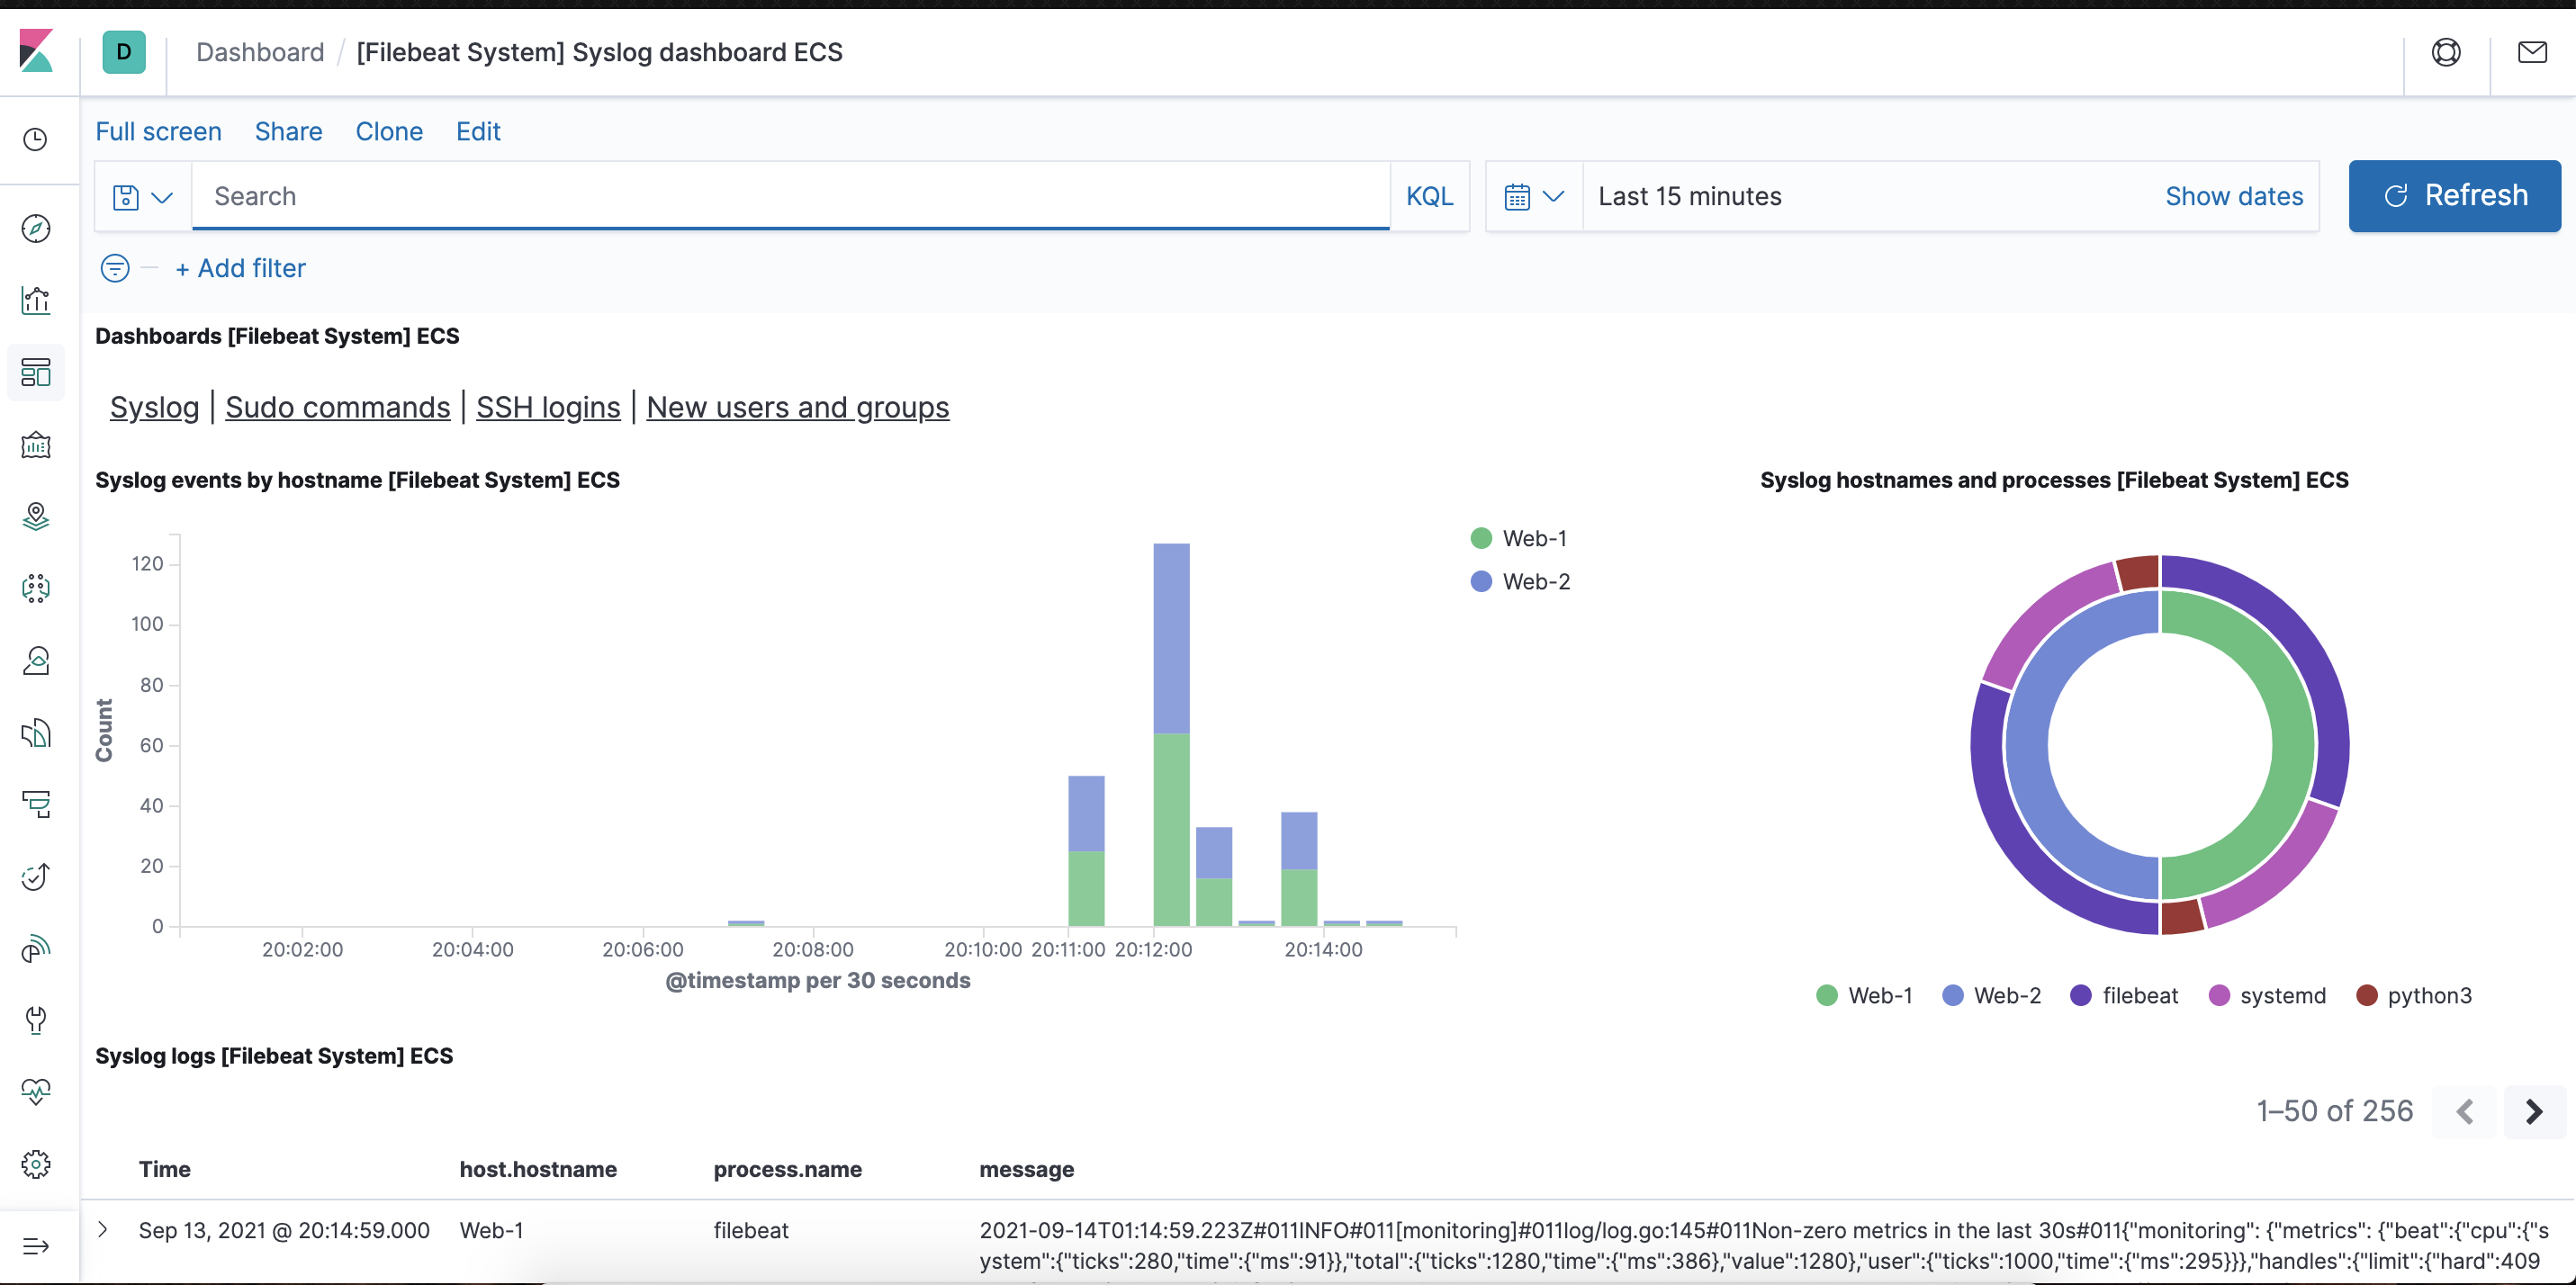 D Dashboard / [Filebeat System] Syslog dashboard ECS
Full screen Share Clone Edit
Search KQL Last 15 minutes Show dates Refresh
+ Add filter
Dashboards [Filebeat System] ECS
Syslog | Sudo commands | SSH logins | New users and groups
Syslog events by hostname [Filebeat System] ECS
120
100
80
60
40
20
0
Count
20:02:00 20:04:00 20:06:00 20:08:00 20:10:00 20:11:00 20:12:00 20:14:00
@timestamp per 30 seconds
Web-1
Web-2
Syslog hostnames and processes [Filebeat System] ECS
Web-1 Web-2 filebeat systemd python3
Syslog logs [Filebeat System] ECS
1–50 of 256
Time host.hostname process.name message
Sep 13, 2021 @ 20:14:59.000 Web-1 filebeat 2021-09-14T01:14:59.223Z#011INFO#011[monitoring]#011log/log.go:145#011Non-zero metrics in the last 30s#011{"monitoring": {"metrics": {"beat":{"cpu":{"s
ystem":{"ticks":280,"time":{"ms":91}},"total":{"ticks":1280,"time":{"ms":386},"value":1280},"user":{"ticks":1000,"time":{"ms":295}}},"handles":{"limit":{"hard":409